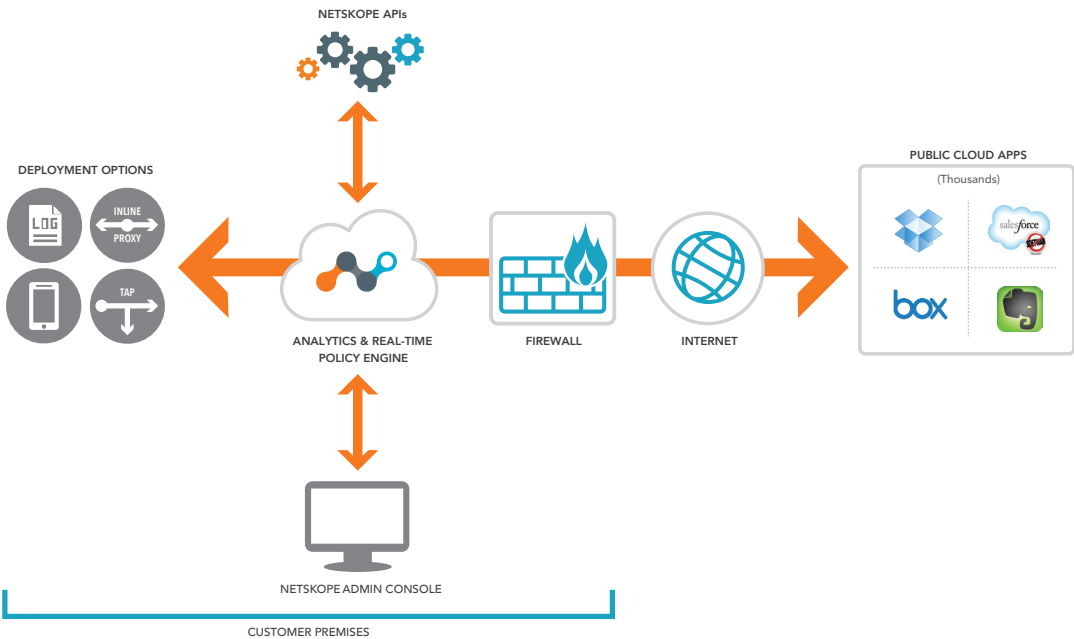 NETSKOPE APIs
DEPLOYMENT OPTIONS
LOG
INLINE
PROXY
TAP
ANALYTICS & REAL-TIME
POLICY ENGINE
FIREWALL
INTERNET
PUBLIC CLOUD APPS
(Thousands)
salesforce
SOFTWARE
box
NETSKOPE ADMIN CONSOLE
CUSTOMER PREMISES